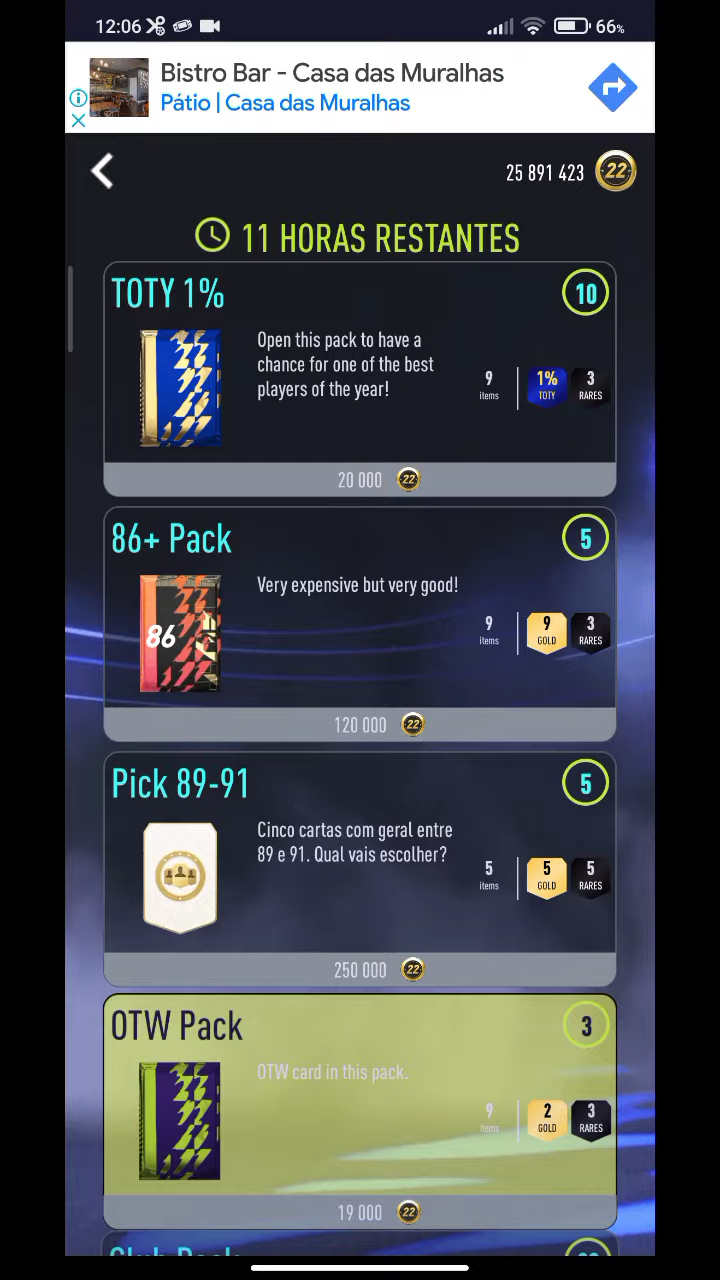 12:06 66%
Bistro Bar - Casa das Muralhas
Pátio | Casa das Muralhas
25 891 423 22
11 HORAS RESTANTES
TOTY 1% 10
Open this pack to have a
chance for one of the best
players of the year!
9 items 1% TOTY 3 RARES
20 000 22
86+ Pack 5
86
Very expensive but very good!
9 items 9 GOLD 3 RARES
120 000 22
Pick 89-91 5
Cinco cartas com geral entre
89 e 91. Qual vais escolher?
5 items 5 GOLD 5 RARES
250 000 22
OTW Pack 3
OTW card in this pack.
9 items 2 GOLD 3 RARES
19 000 22